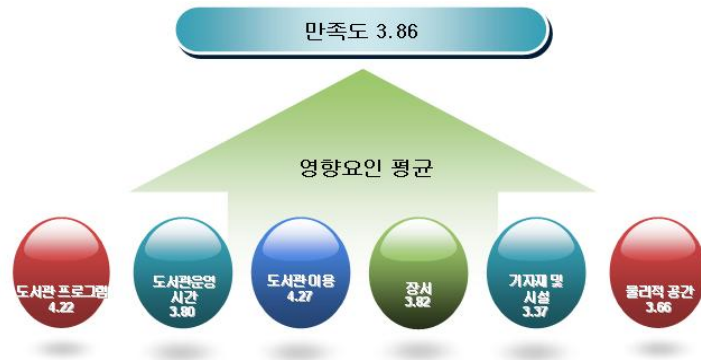 만족도 3.86
영향요인 평균
도서관 프로그램
4.22
도서관운영
시간
3.80
도서관 이용
4.27
장서
3.82
기자재 및
시설
3.37
물리적 공간
3.66